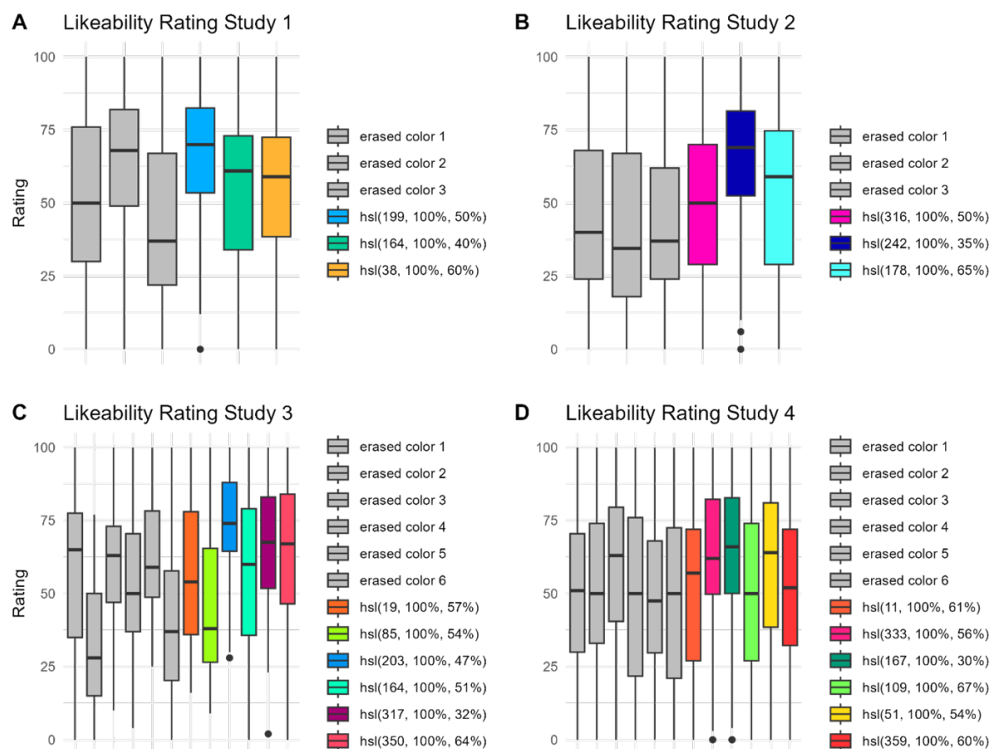 A Likeability Rating Study 1
100
75
50
25
0
Rating
erased color 1
erased color 2
erased color 3
hsl(199, 100%, 50%)
hsl(164, 100%, 40%)
hsl(38, 100%, 60%)
B Likeability Rating Study 2
100
75
50
25
0
erased color 1
erased color 2
erased color 3
hsl(316, 100%, 50%)
hsl(242, 100%, 35%)
hsl(178, 100%, 65%)
C Likeability Rating Study 3
100
75
50
25
0
Rating
erased color 1
erased color 2
erased color 3
erased color 4
erased color 5
erased color 6
hsl(19, 100%, 57%)
hsl(85, 100%, 54%)
hsl(203, 100%, 47%)
hsl(164, 100%, 51%)
hsl(317, 100%, 32%)
hsl(350, 100%, 64%)
D Likeability Rating Study 4
100
75
50
25
0
erased color 1
erased color 2
erased color 3
erased color 4
erased color 5
erased color 6
hsl(11, 100%, 61%)
hsl(333, 100%, 56%)
hsl(167, 100%, 30%)
hsl(109, 100%, 67%)
hsl(51, 100%, 54%)
hsl(359, 100%, 60%)